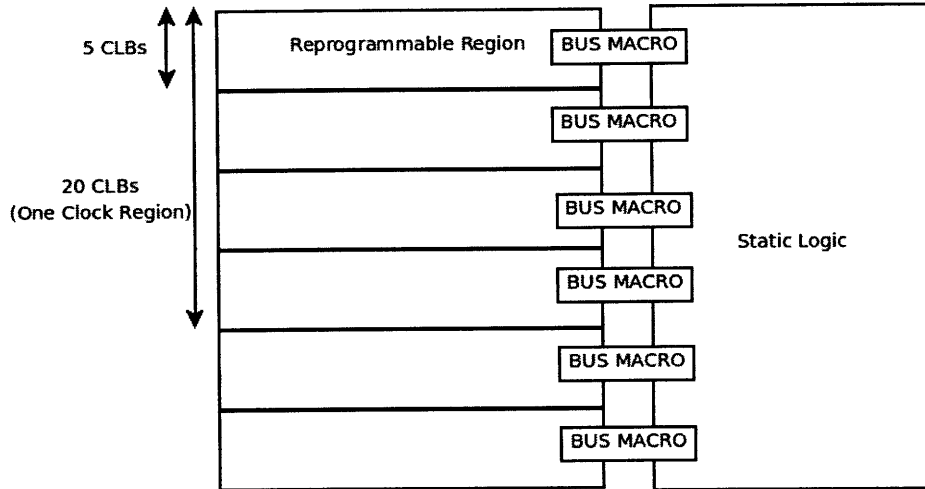 5 CLBs
Reprogrammable Region
BUS MACRO
BUS MACRO
20 CLBs
(One Clock Region)
BUS MACRO
Static Logic
BUS MACRO
BUS MACRO
BUS MACRO